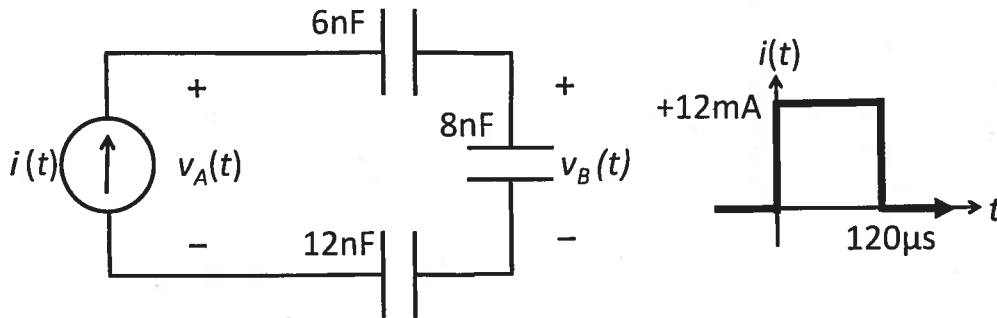 6nF
i(t)
+
+
+12mA
8nF
i(t)
v_A(t)
v_B(t)
t
–
12nF
–
120μs